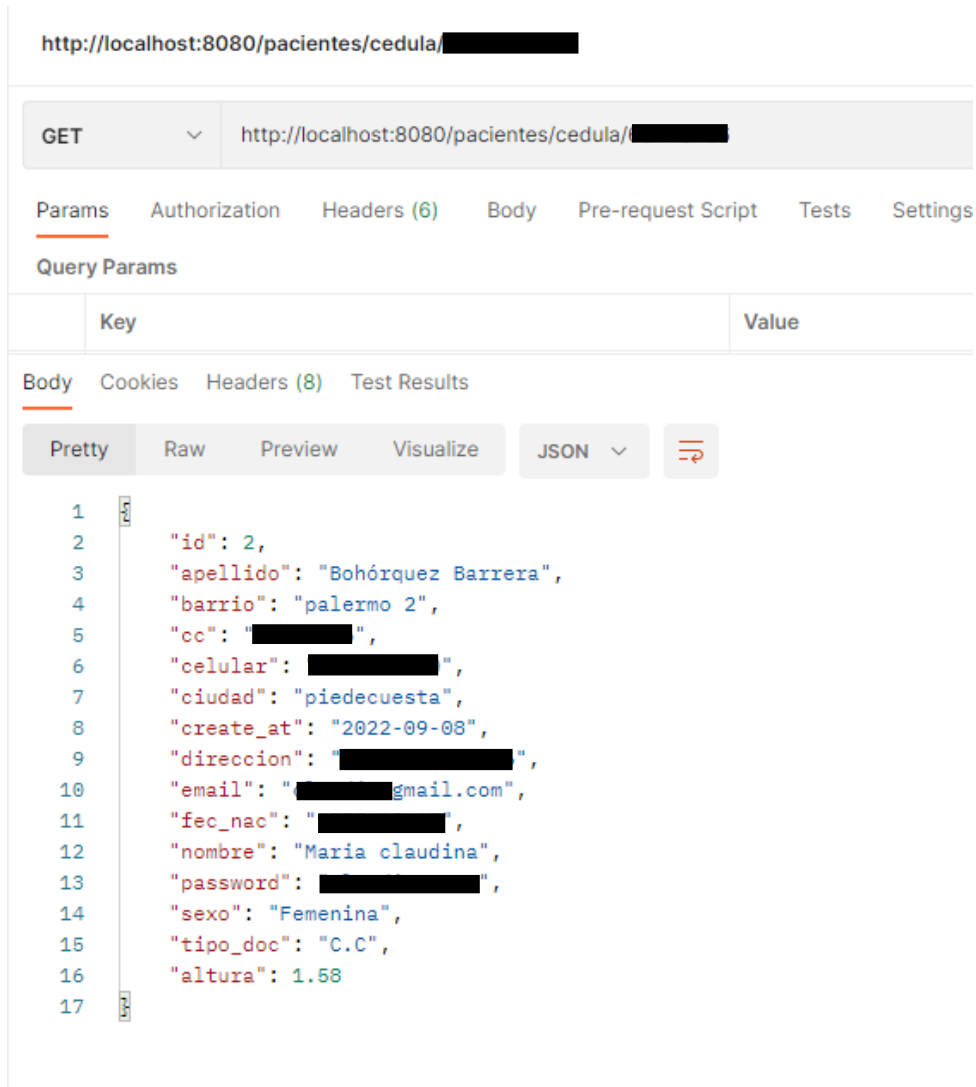 http://localhost:8080/pacientes/cedula/
GET http://localhost:8080/pacientes/cedula/
Params Authorization Headers (6) Body Pre-request Script Tests Settings
Query Params
Key Value
Body Cookies Headers (8) Test Results
Pretty Raw Preview Visualize JSON
1 {
2 "id": 2,
3 "apellido": "Bohórquez Barrera",
4 "barrio": "palermo 2",
5 "cc": "",
6 "celular": "",
7 "ciudad": "piedecuesta",
8 "create_at": "2022-09-08",
9 "direccion": "",
10 "email": "gmail.com",
11 "fec_nac": "",
12 "nombre": "Maria claudina",
13 "password": "",
14 "sexo": "Femenina",
15 "tipo_doc": "C.C",
16 "altura": 1.58
17 }